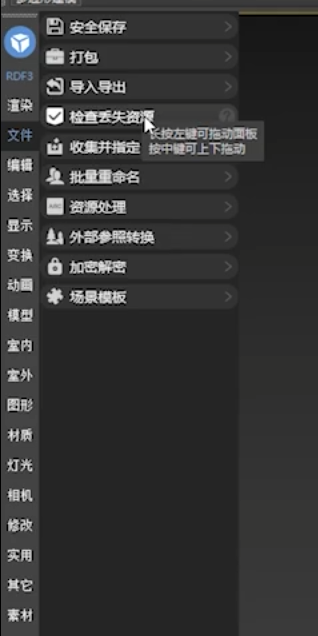 RDF3
渲染
文件
编辑
选择
显示
变换
动画
模型
室内
室外
图形
材质
灯光
相机
修改
实用
其它
素材
安全保存
打包
导入导出
检查丢失资源
收集并指定
批量重命名
资源处理
外部参照转换
加密解密
场景模板
长按左键可拖动面板
按中键可上下拖动